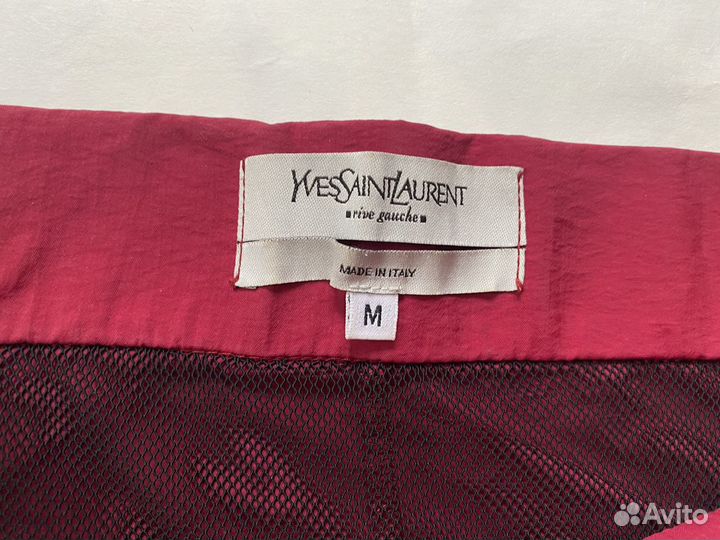 YVESSAINTLAURENT
rive gauche
MADE IN ITALY
M
Avito